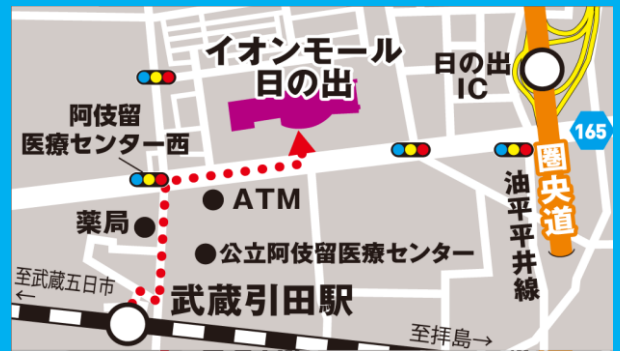 イオンモール
日の出
日の出
IC
165
阿伎留
医療センター西
圏央道
ATM
薬局
油平平井線
公立阿伎留医療センター
至武蔵五日市
←
武蔵引田駅
至拝島→